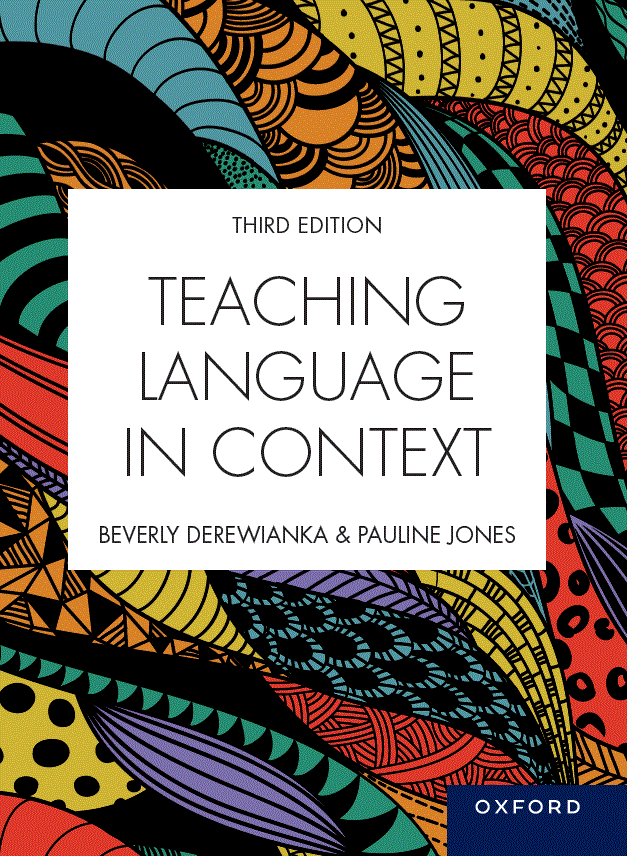 THIRD EDITION
TEACHING
LANGUAGE
IN CONTEXT
BEVERLY DEREWIANKA & PAULINE JONES
OXFORD